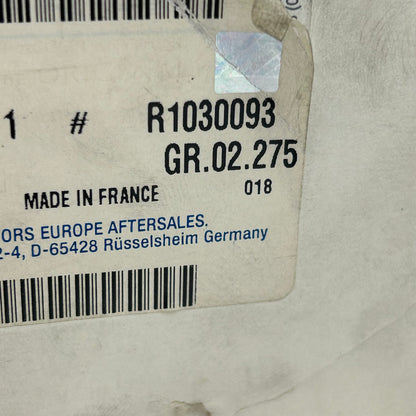 1 # R1030093
GR.02.275
MADE IN FRANCE 018
ORS EUROPE AFTERSALES.
2-4, D-65428 Rüsselsheim Germany